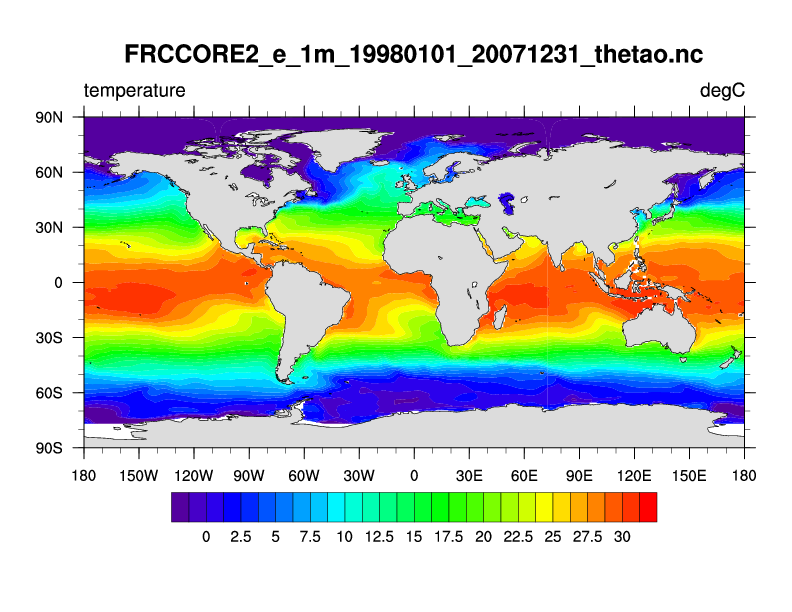 FRCCORE2_e_1m_19980101_20071231_thetao.nc
temperature degC
90N
60N
30N
0
30S
60S
90S
180 150W 120W 90W 60W 30W 0 30E 60E 90E 120E 150E 180
0 2.5 5 7.5 10 12.5 15 17.5 20 22.5 25 27.5 30